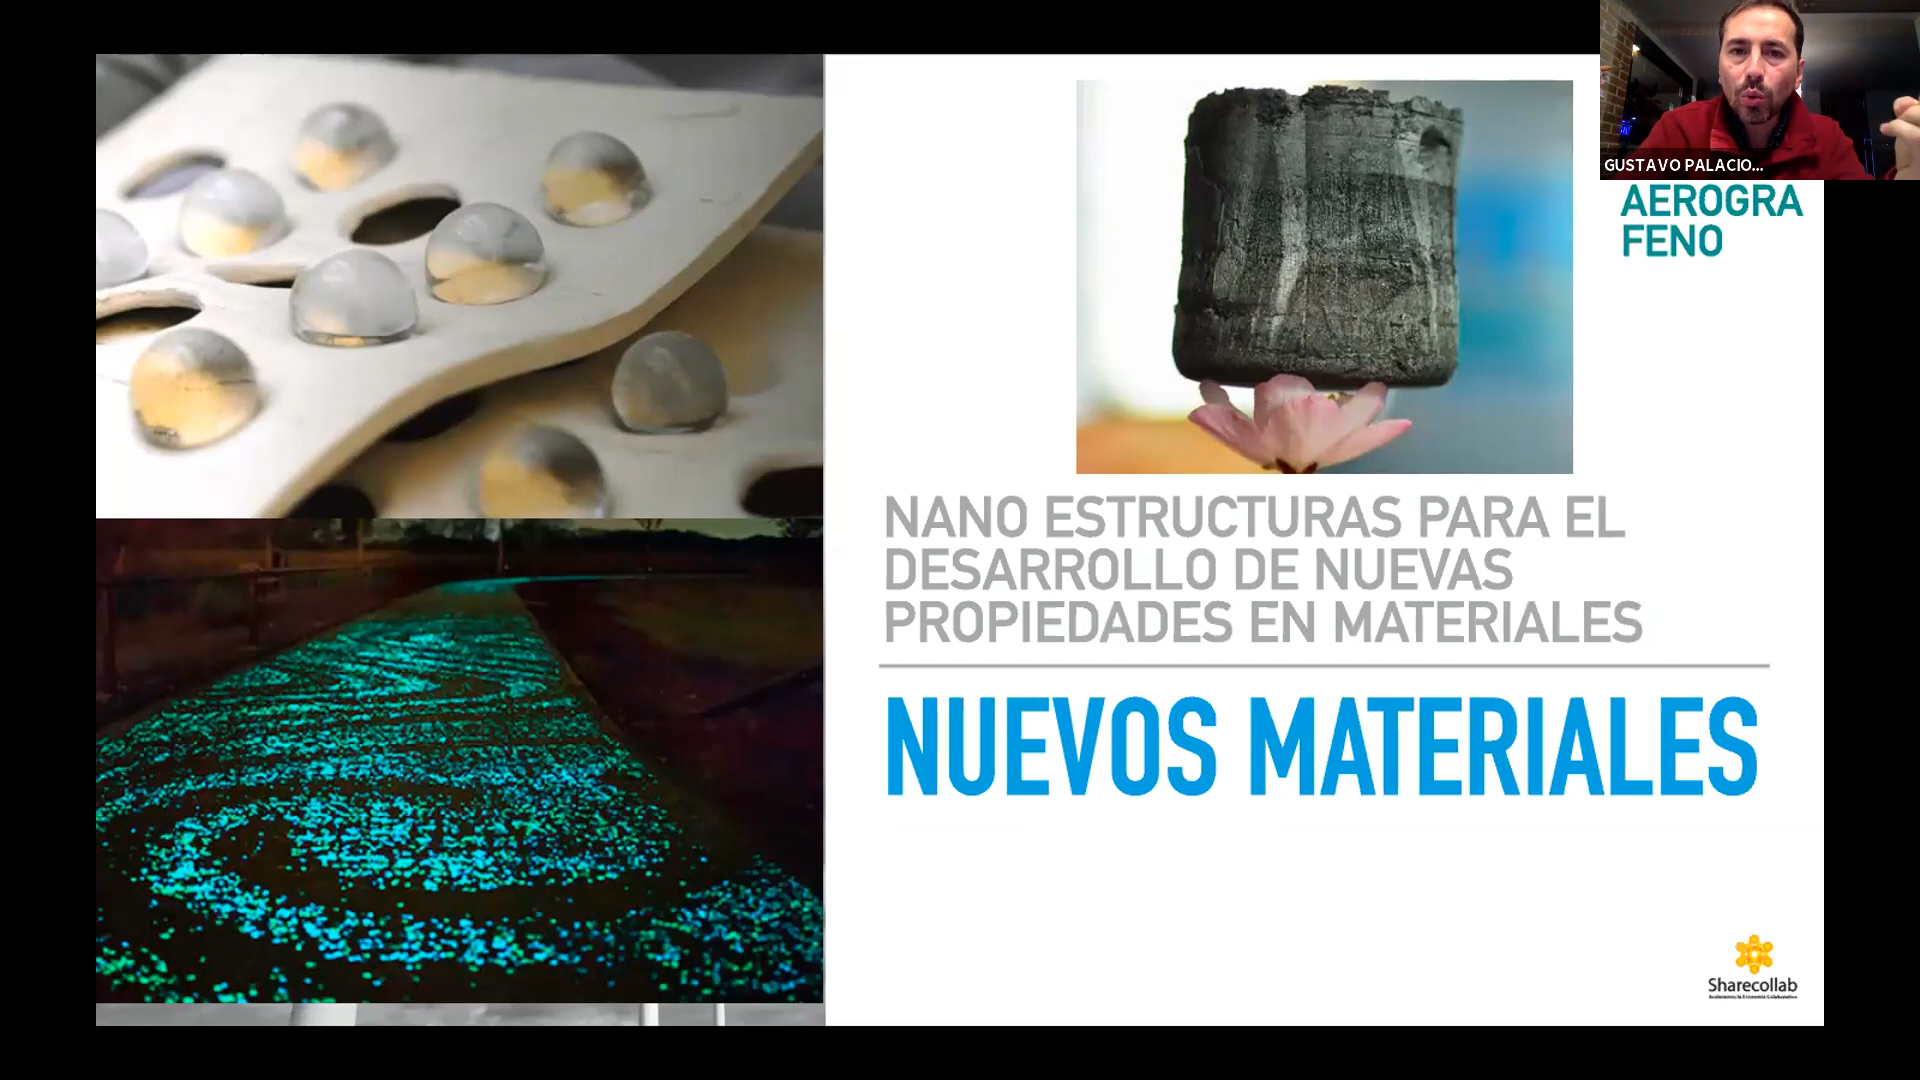 GUSTAVO PALACIO...
AEROGRA
FENO
NANO ESTRUCTURAS PARA EL
DESARROLLO DE NUEVAS
PROPIEDADES EN MATERIALES
NUEVOS MATERIALES
Sharecollab